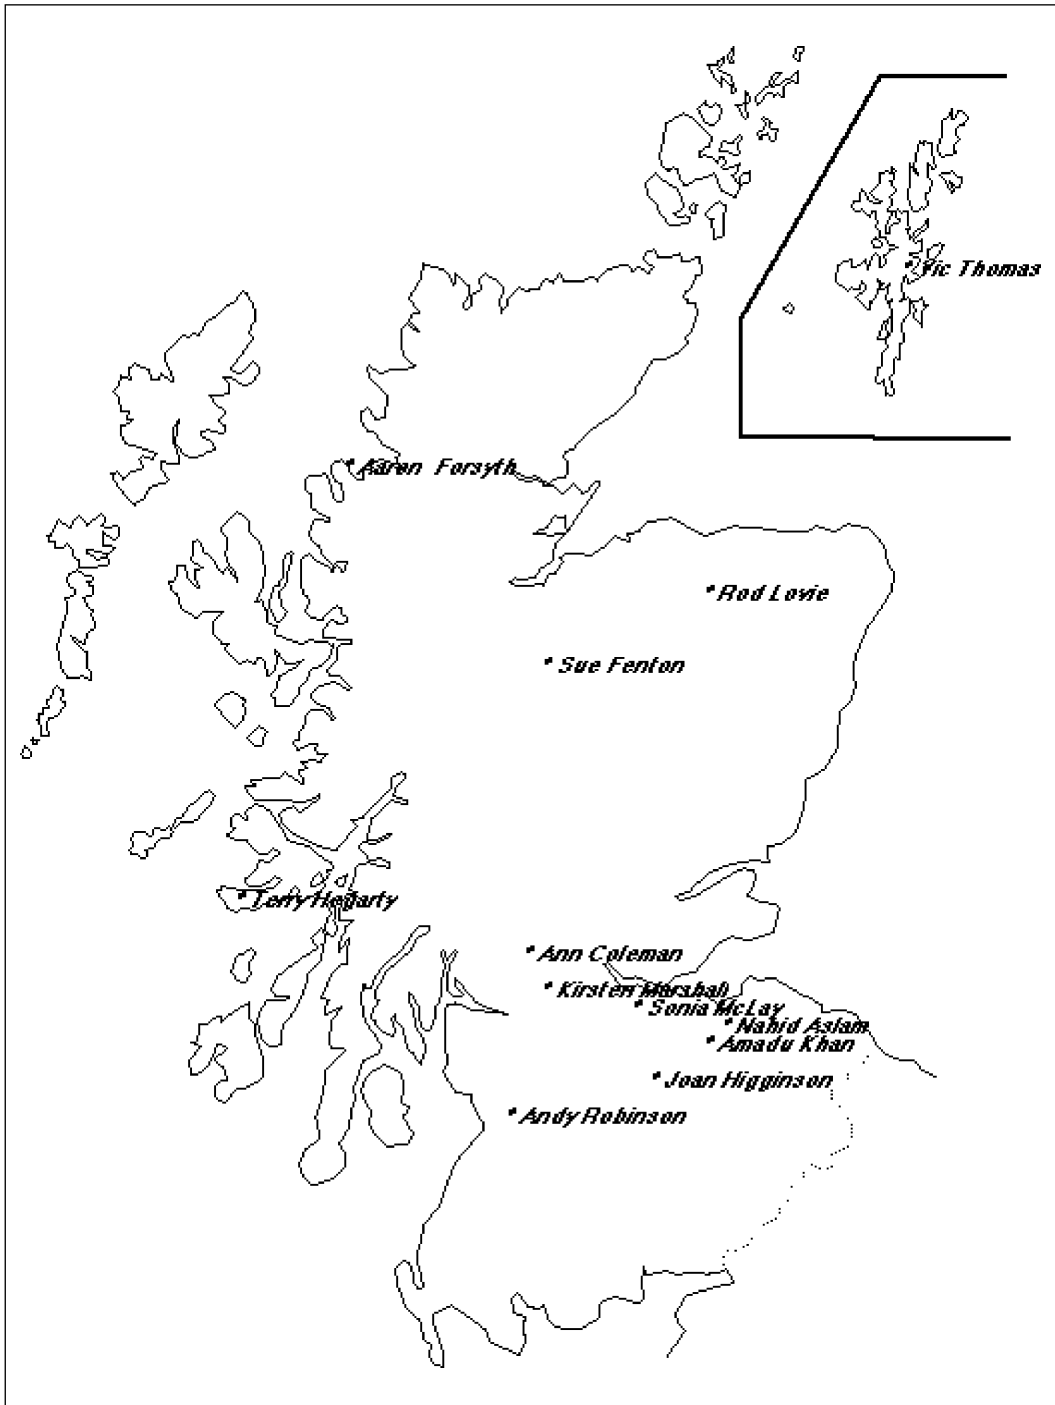 Vic Thomas
Aaron Forsyth
Rod Lovie
Sue Fenton
Terry Hegarty
Ann Coleman
Kirsten Marshall
Sonia McLay
Nahid Aslam
Amadu Khan
Joan Higginson
Andy Robinson